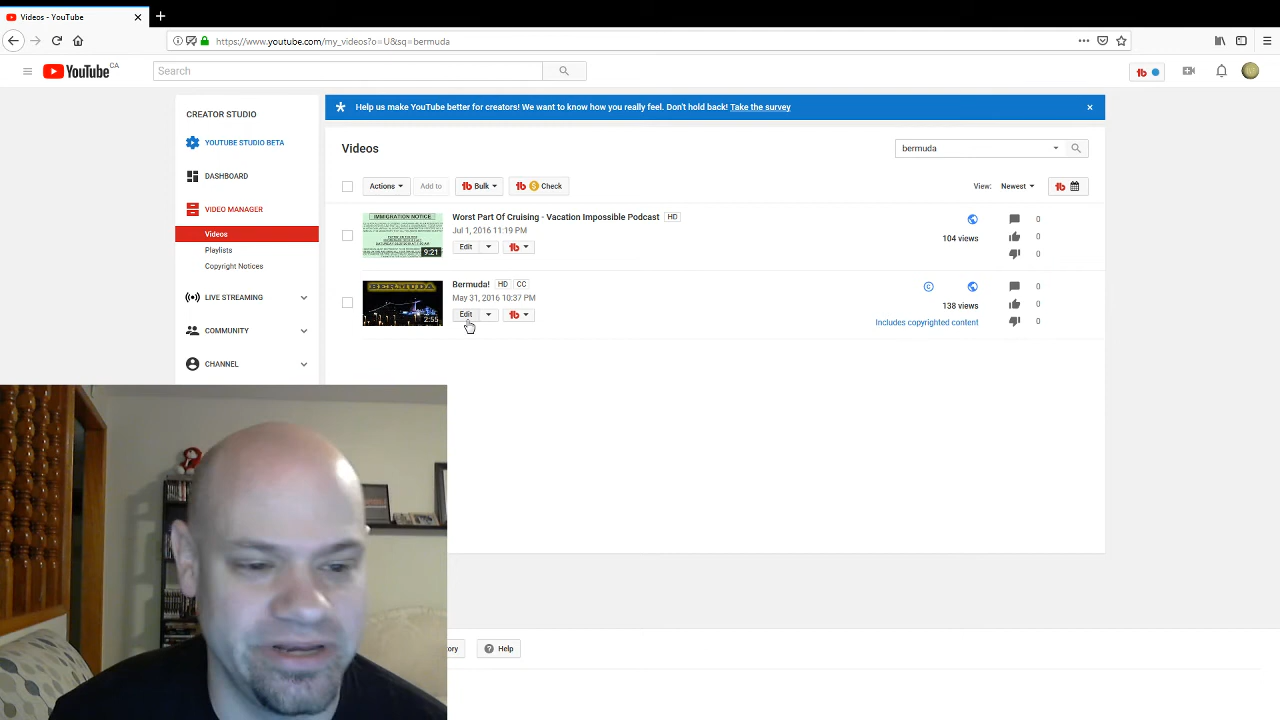 Videos - YouTube
https://www.youtube.com/my_videos?o=U&sq=bermuda
YouTube CA
Search
CREATOR STUDIO
YOUTUBE STUDIO BETA
DASHBOARD
VIDEO MANAGER
Videos
Playlists
Copyright Notices
LIVE STREAMING
COMMUNITY
CHANNEL
Help us make YouTube better for creators! We want to know how you really feel. Don't hold back! Take the survey
Videos
bermuda
Actions
Add to
Bulk
$ Check
View: Newest
IMMIGRATION NOTICE
9:21
Worst Part Of Cruising - Vacation Impossible Podcast HD
Jul 1, 2016 11:19 PM
Edit
104 views
0
0
0
BERMUDA
2:55
Bermuda! HD CC
May 31, 2016 10:37 PM
Edit
138 views
Includes copyrighted content
0
0
0
ory
Help